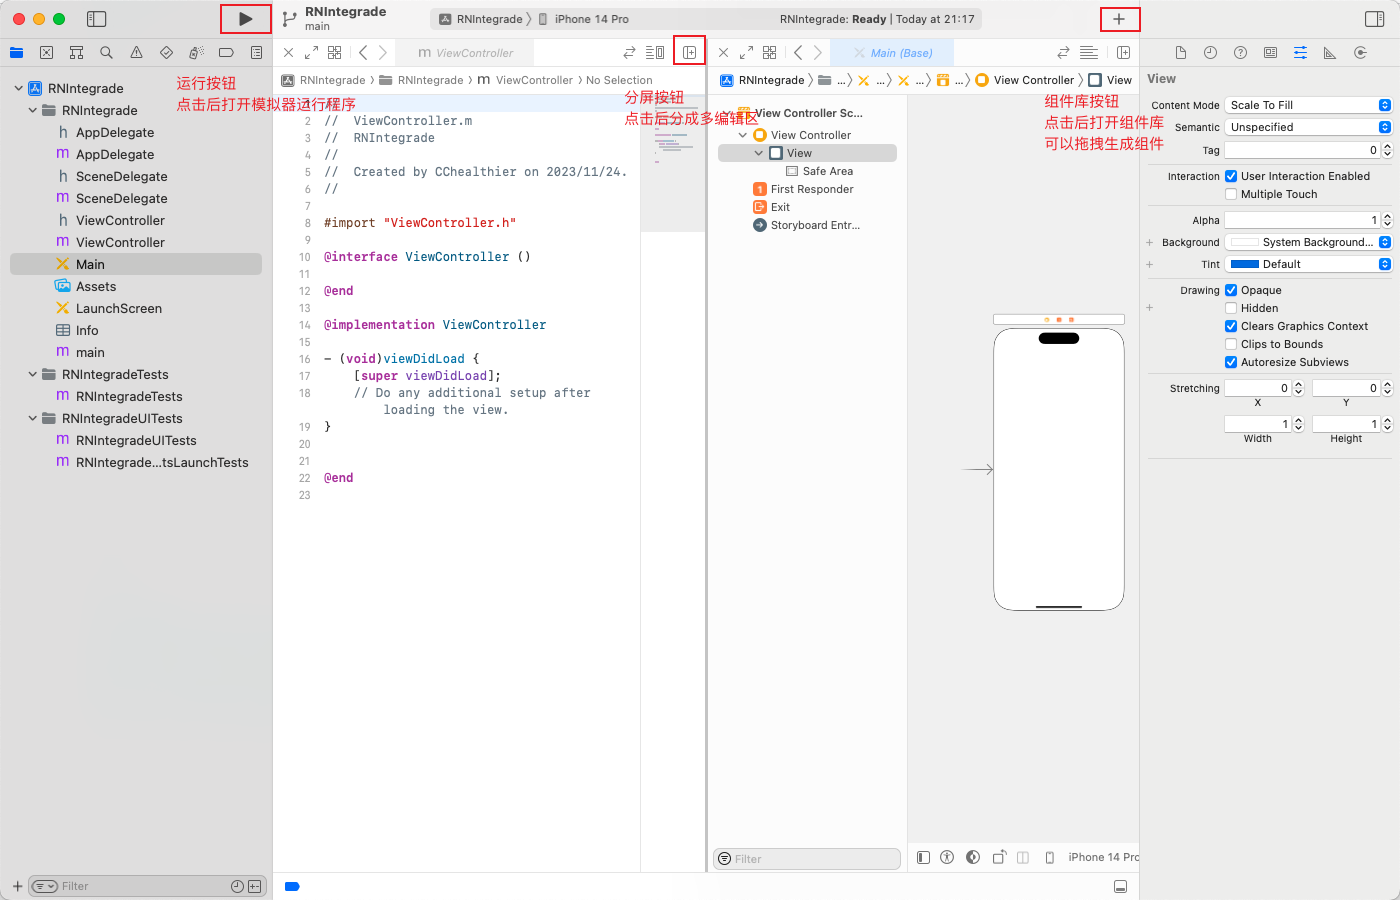 RNIntegrade
main
RNIntegrade
iPhone 14 Pro
RNIntegrade: Ready | Today at 21:17
运行按钮
点击后打开模拟器运行程序
RNIntegrade
RNIntegrade
h AppDelegate
m AppDelegate
h SceneDelegate
m SceneDelegate
h ViewController
m ViewController
Main
Assets
LaunchScreen
Info
m main
RNIntegradeTests
m RNIntegradeTests
RNIntegradeUITests
m RNIntegradeUITests
m RNIntegrade...tsLaunchTests
Filter
m ViewController
RNIntegrade
RNIntegrade
m ViewController
No Selection
分屏按钮
点击后分成多编辑区
2 // ViewController.m
3 // RNIntegrade
4 //
5 // Created by CChealthier on 2023/11/24.
6 //
7
8 #import "ViewController.h"
9
10 @interface ViewController ()
11
12 @end
13
14 @implementation ViewController
15
16 - (void)viewDidLoad {
17 [super viewDidLoad];
18 // Do any additional setup after
loading the view.
19 }
20
21
22 @end
23
Main (Base)
RNIntegrade
...
...
...
...
View Controller
View
View Controller Sc...
View Controller
View
Safe Area
1 First Responder
Exit
Storyboard Entr...
Filter
iPhone 14 Pro
组件库按钮
点击后打开组件库
可以拖拽生成组件
View
Content Mode Scale To Fill
Semantic Unspecified
Tag 0
Interaction User Interaction Enabled
Multiple Touch
Alpha 1
Background System Background...
Tint Default
Drawing Opaque
Hidden
Clears Graphics Context
Clips to Bounds
Autoresize Subviews
Stretching 0 0
X Y
1 1
Width Height